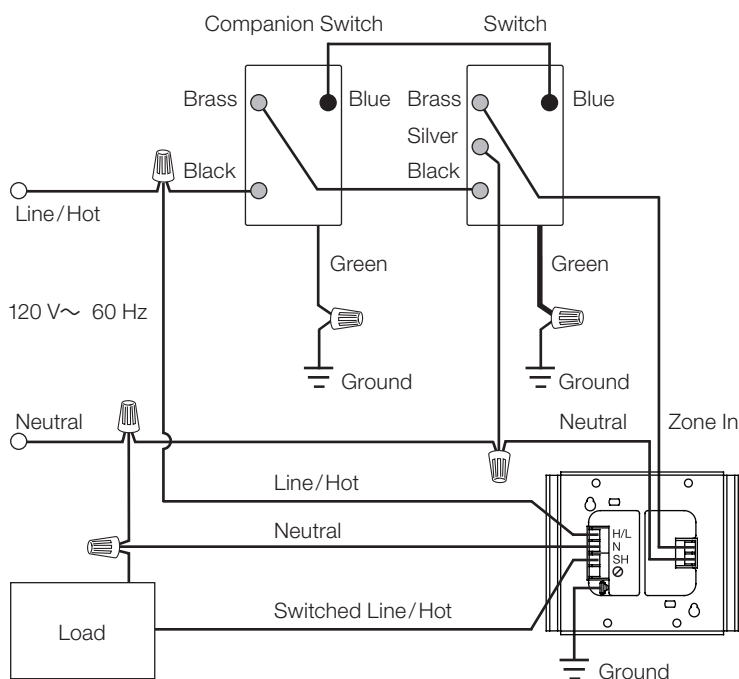 Companion Switch
Switch
Brass
Blue
Brass
Blue
Silver
Black
Black
Line/Hot
Green
Green
120 V～ 60 Hz
Ground
Ground
Neutral
Neutral
Zone In
Line/Hot
H/L
Neutral
N
SH
Switched Line/Hot
Load
Ground